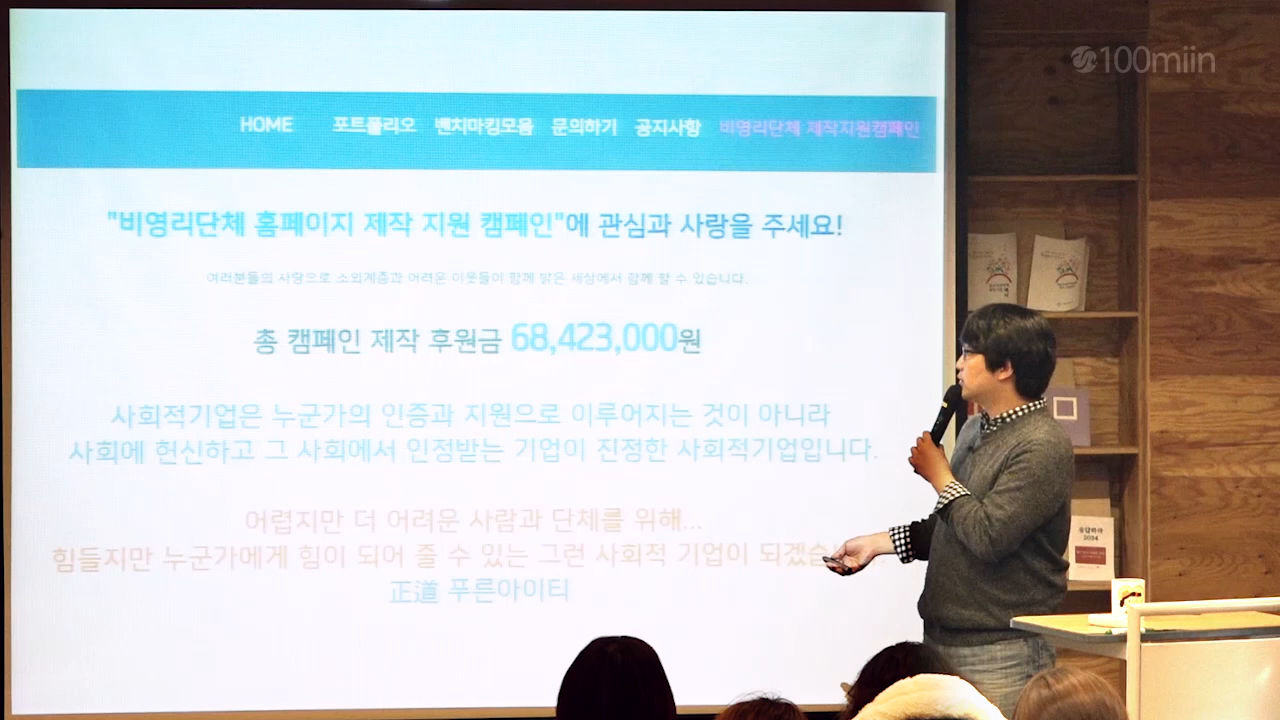 100miin
HOME 포트폴리오 벤치마킹모음 문의하기 공지사항 비영리단체 제작지원캠페인
"비영리단체 홈페이지 제작 지원 캠페인"에 관심과 사랑을 주세요!
여러분들의 사랑으로 소외계층과 어려운 이웃들이 함께 밝은 세상에서 함께 할 수 있습니다.
총 캠페인 제작 후원금 68,423,000원
사회적기업은 누군가의 인증과 지원으로 이루어지는 것이 아니라
사회에 헌신하고 그 사회에서 인정받는 기업이 진정한 사회적기업입니다.
어렵지만 더 어려운 사람과 단체를 위해...
힘들지만 누군가에게 힘이 되어 줄 수 있는 그런 사회적 기업이 되겠습
正道 푸른아이티
응답하라
2034